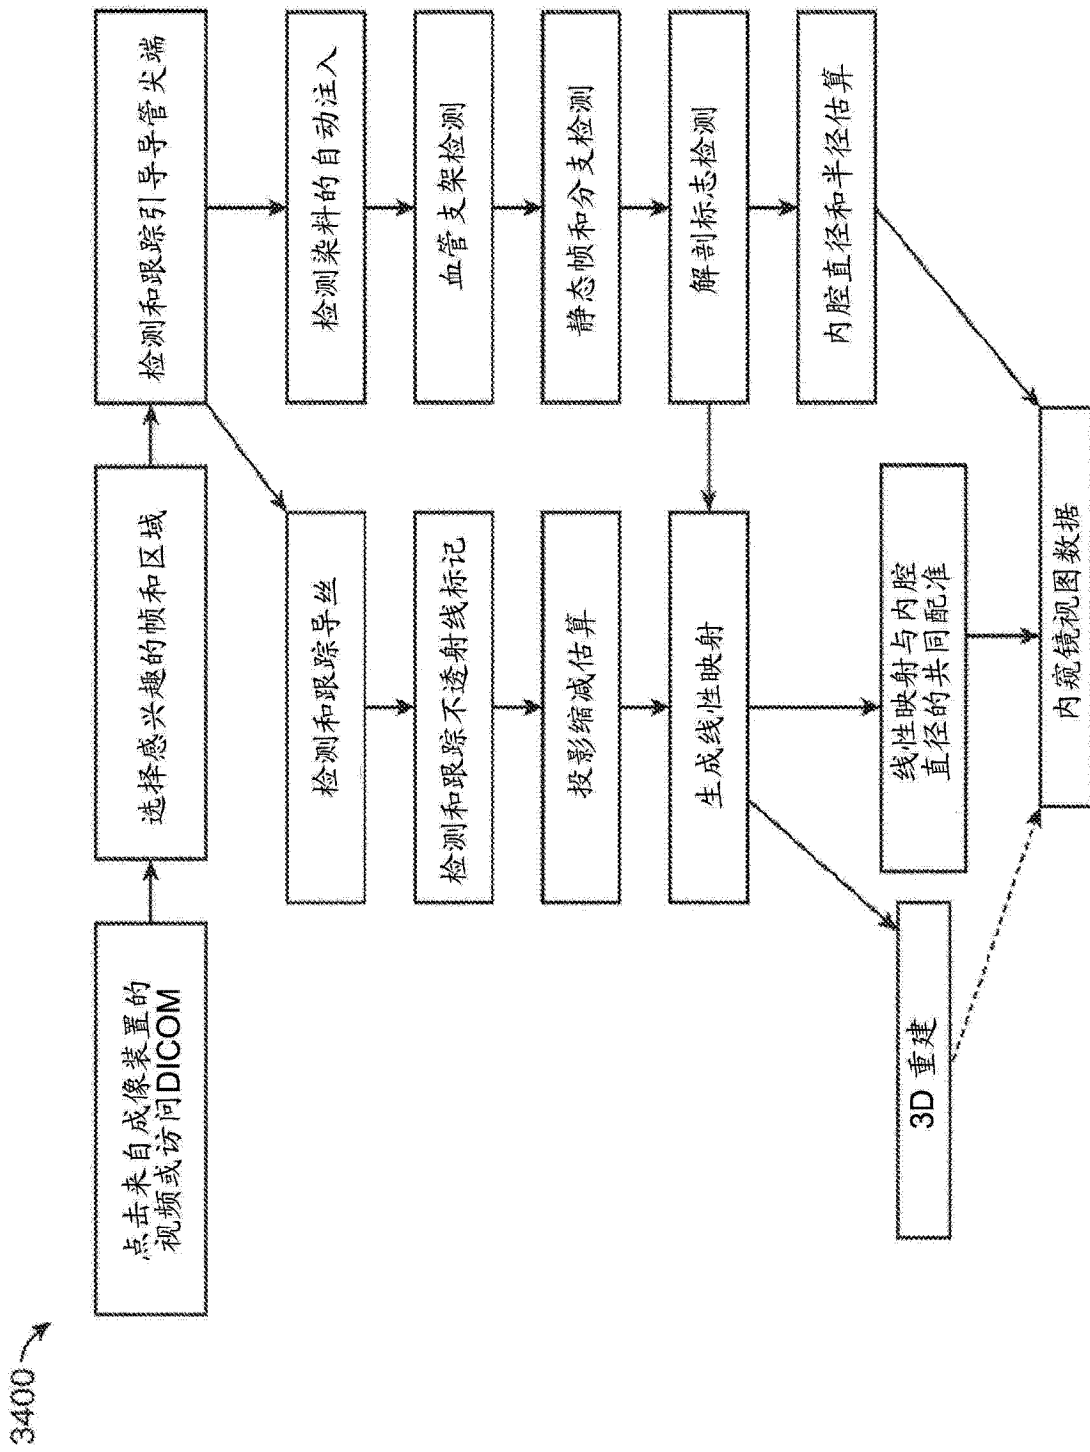 3400
点击来自成像装置的
视频或访问DICOM
选择感兴趣的帧和区域
检测和跟踪引导导管尖端
检测和跟踪导丝
检测染料的自动注入
检测和跟踪不透射线标记
血管支架检测
投影缩减估算
静态帧和分支检测
生成线性映射
解剖标志检测
3D 重建
线性映射与内腔
直径的共同配准
内腔直径和半径估算
内窥镜视图数据